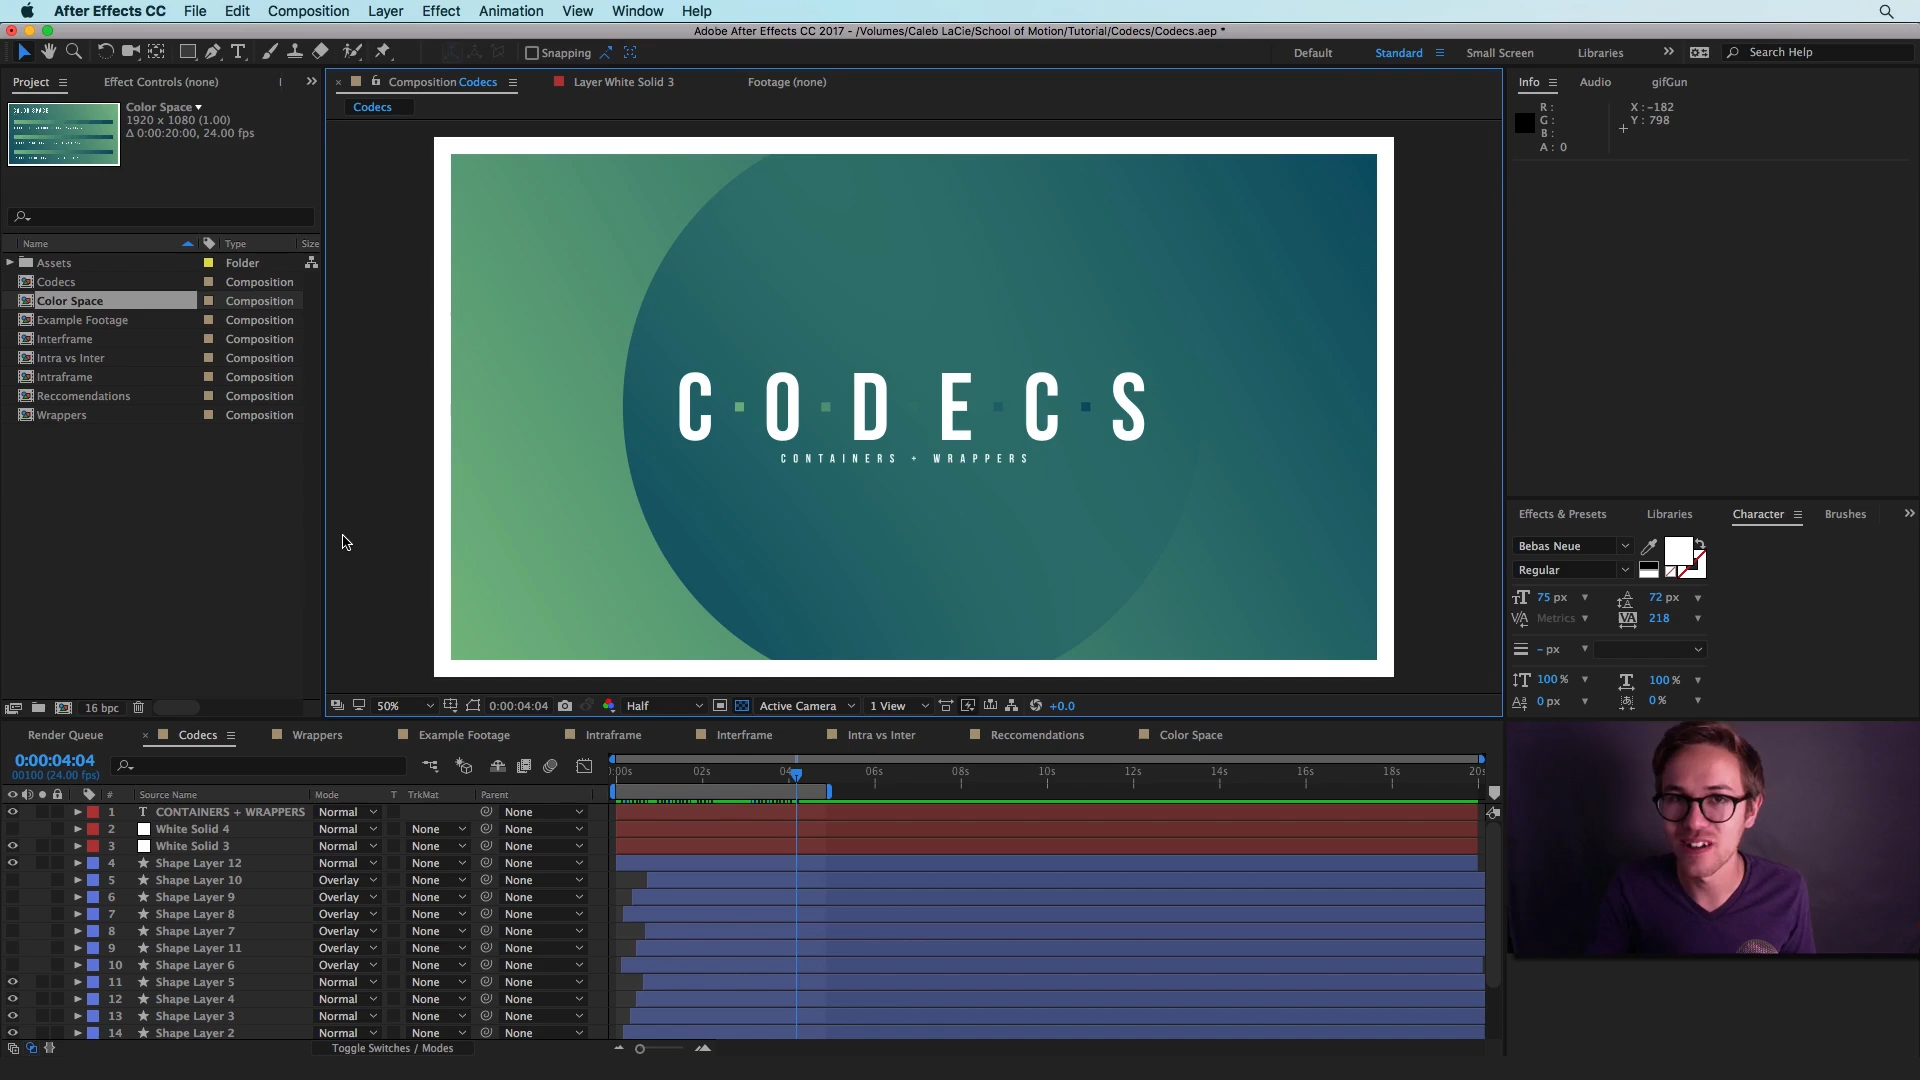 After Effects CC File Edit Composition Layer Effect Animation View Window Help
Adobe After Effects CC 2017 - /Volumes/Caleb LaCie/School of Motion/Tutorial/Codecs/Codecs.aep *
Snapping Default Standard Small Screen Libraries Search Help
Project Effect Controls (none)
Composition Codecs Layer White Solid 3 Footage (none)
Info Audio gifGun
Color Space
1920 x 1080 (1.00)
Δ 0:00:20:00, 24.00 fps
Codecs
R :
G :
B :
A : 0
X : -182
Y : 798
Name Type Size
Assets Folder
Codecs Composition
Color Space Composition
Example Footage Composition
Interframe Composition
Intra vs Inter Composition
Intraframe Composition
Reccomendations Composition
Wrappers Composition
CODECS
CONTAINERS + WRAPPERS
Effects & Presets Libraries Character Brushes
Bebas Neue
Regular
75 px 72 px
Metrics 218
- px
100 % 100 %
0 px 0 %
16 bpc
50% 0:00:04:04 Half Active Camera 1 View +0.0
Render Queue Codecs Wrappers Example Footage Intraframe Interframe Intra vs Inter Reccomendations Color Space
0:00:04:04
00100 (24.00 fps)
):00s 02s 04 06s 08s 10s 12s 14s 16s 18s 20s
# Source Name Mode T TrkMat Parent
1 T CONTAINERS + WRAPPERS Normal None
2 White Solid 4 Normal None None
3 White Solid 3 Normal None None
4 Shape Layer 12 Normal None None
5 Shape Layer 10 Overlay None None
6 Shape Layer 9 Overlay None None
7 Shape Layer 8 Overlay None None
8 Shape Layer 7 Overlay None None
9 Shape Layer 11 Overlay None None
10 Shape Layer 6 Overlay None None
11 Shape Layer 5 Normal None None
12 Shape Layer 4 Normal None None
13 Shape Layer 3 Normal None None
14 Shape Layer 2 Normal None None
Toggle Switches / Modes